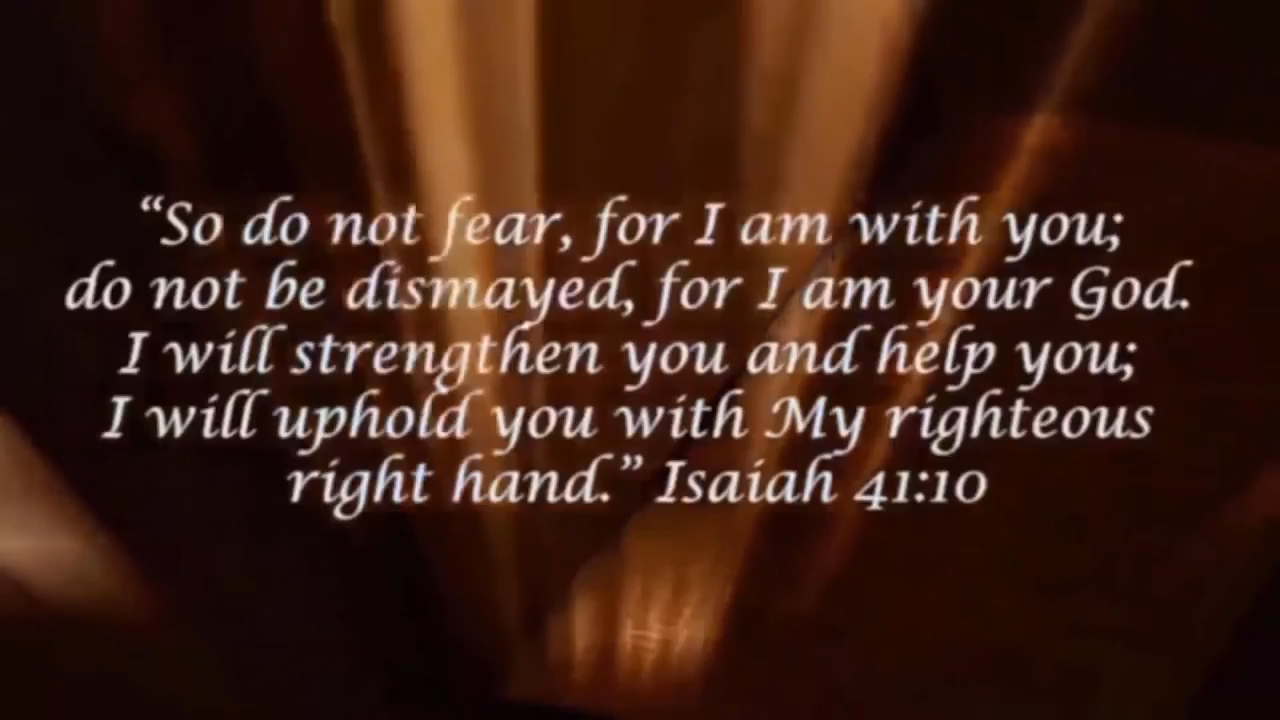 “So do not fear, for I am with you;
do not be dismayed, for I am your God.
I will strengthen you and help you;
I will uphold you with My righteous
right hand.” Isaiah 41:10